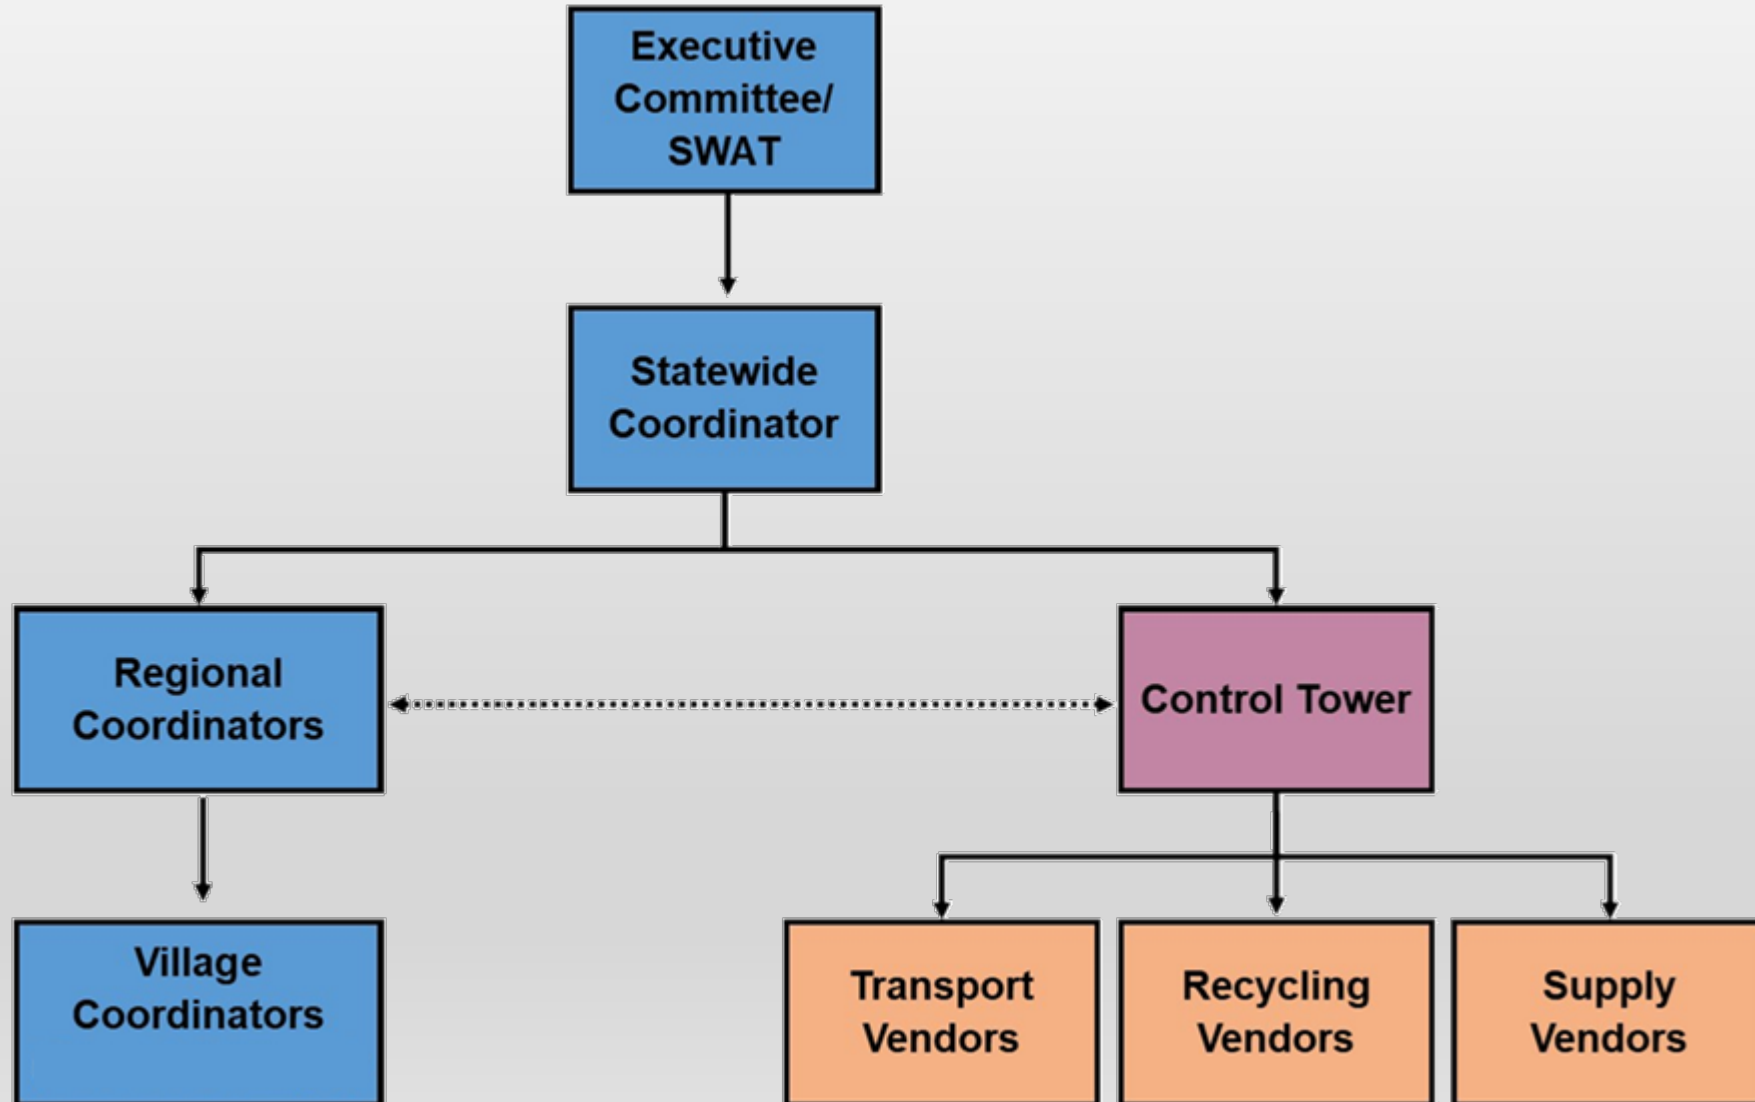 Executive
Committee/
SWAT
Statewide
Coordinator
Regional
Coordinators
Control Tower
Village
Coordinators
Transport
Vendors
Recycling
Vendors
Supply
Vendors